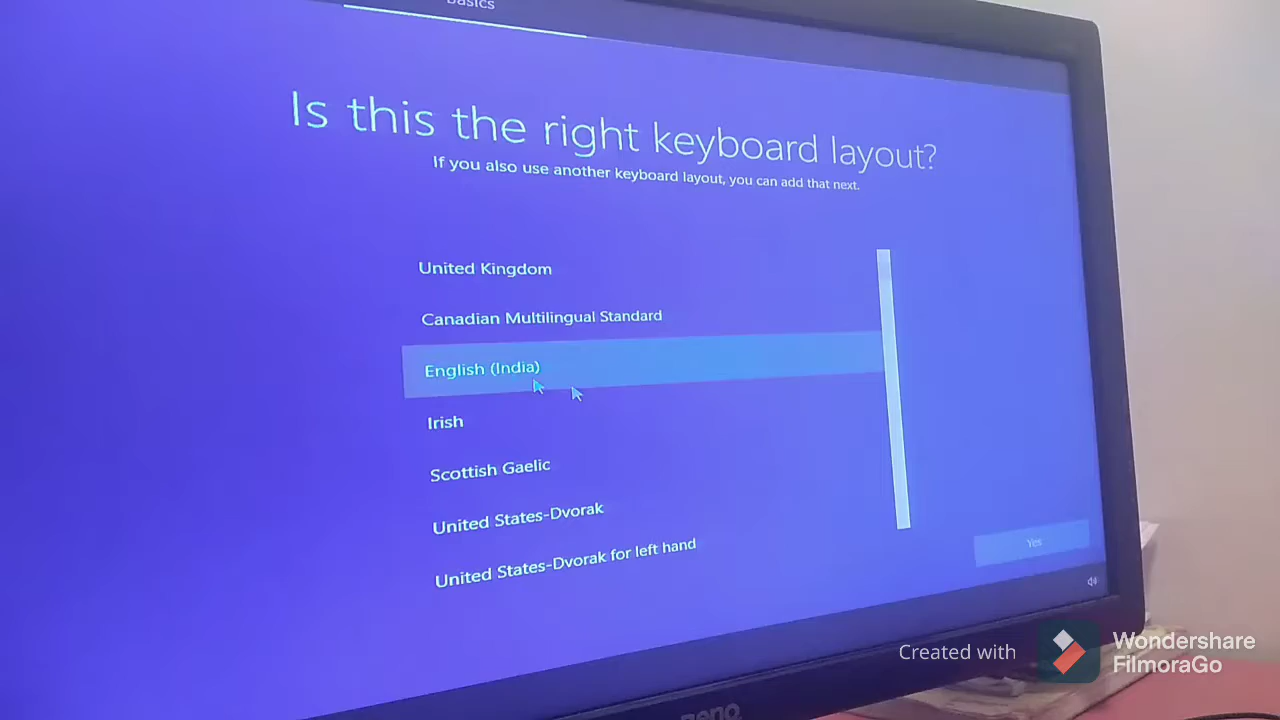 Basics
Is this the right keyboard layout?
If you also use another keyboard layout, you can add that next.
United Kingdom
Canadian Multilingual Standard
English (India)
Irish
Scottish Gaelic
United States-Dvorak
United States-Dvorak for left hand
Yes
Created with
Wondershare
FilmoraGo
BenQ